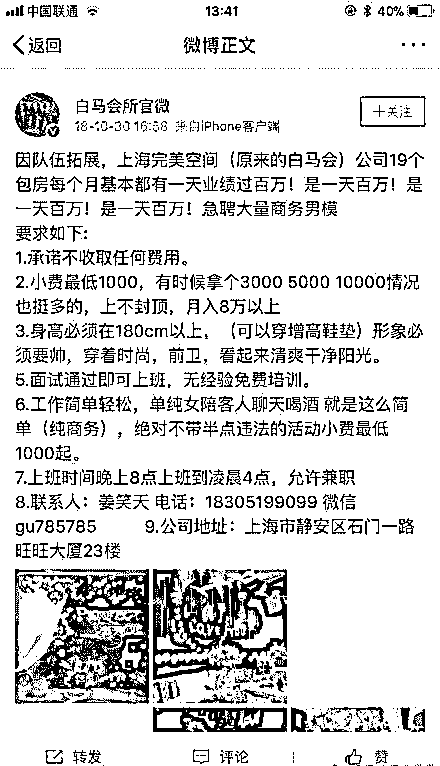 中国联通 13:41 40%
返回 微博正文
白马会所官微
18-10-30 16:58 来自iPhone客户端
+关注
因队伍拓展，上海完美空间（原来的白马会）公司19个
包房每个月基本都有一天业绩过百万！是一天百万！是
一天百万！是一天百万！急聘大量商务男模
要求如下:
1.承诺不收取任何费用。
2.小费最低1000，有时候拿个3000 5000 10000情况
也挺多的，上不封顶，月入8万以上
3.身高必须在180cm以上，（可以穿增高鞋垫）形象必
须要帅，穿着时尚，前卫，看起来清爽干净阳光。
5.面试通过即可上班，无经验免费培训。
6.工作简单轻松，单纯女陪客人聊天喝酒 就是这么简
单（纯商务），绝对不带半点违法的活动小费最低
1000起。
7.上班时间晚上8点上班到凌晨4点，允许兼职
8.联系人：姜笑天 电话：18305199099 微信
gu785785 9.公司地址：上海市静安区石门一路
旺旺大厦23楼
转发 评论 赞